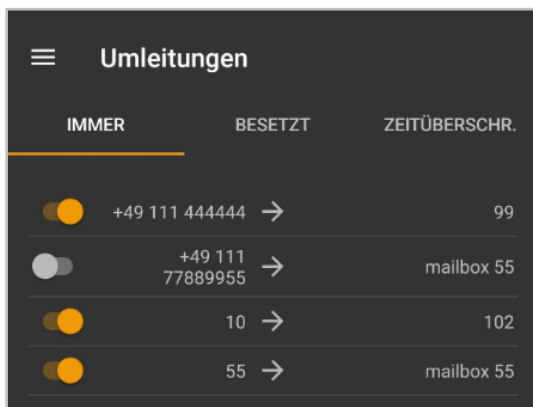 Umleitungen
IMMER BESETZT ZEITÜBERSCHR.
+49 111 444444 → 99
+49 111
77889955 → mailbox 55
10 → 102
55 → mailbox 55